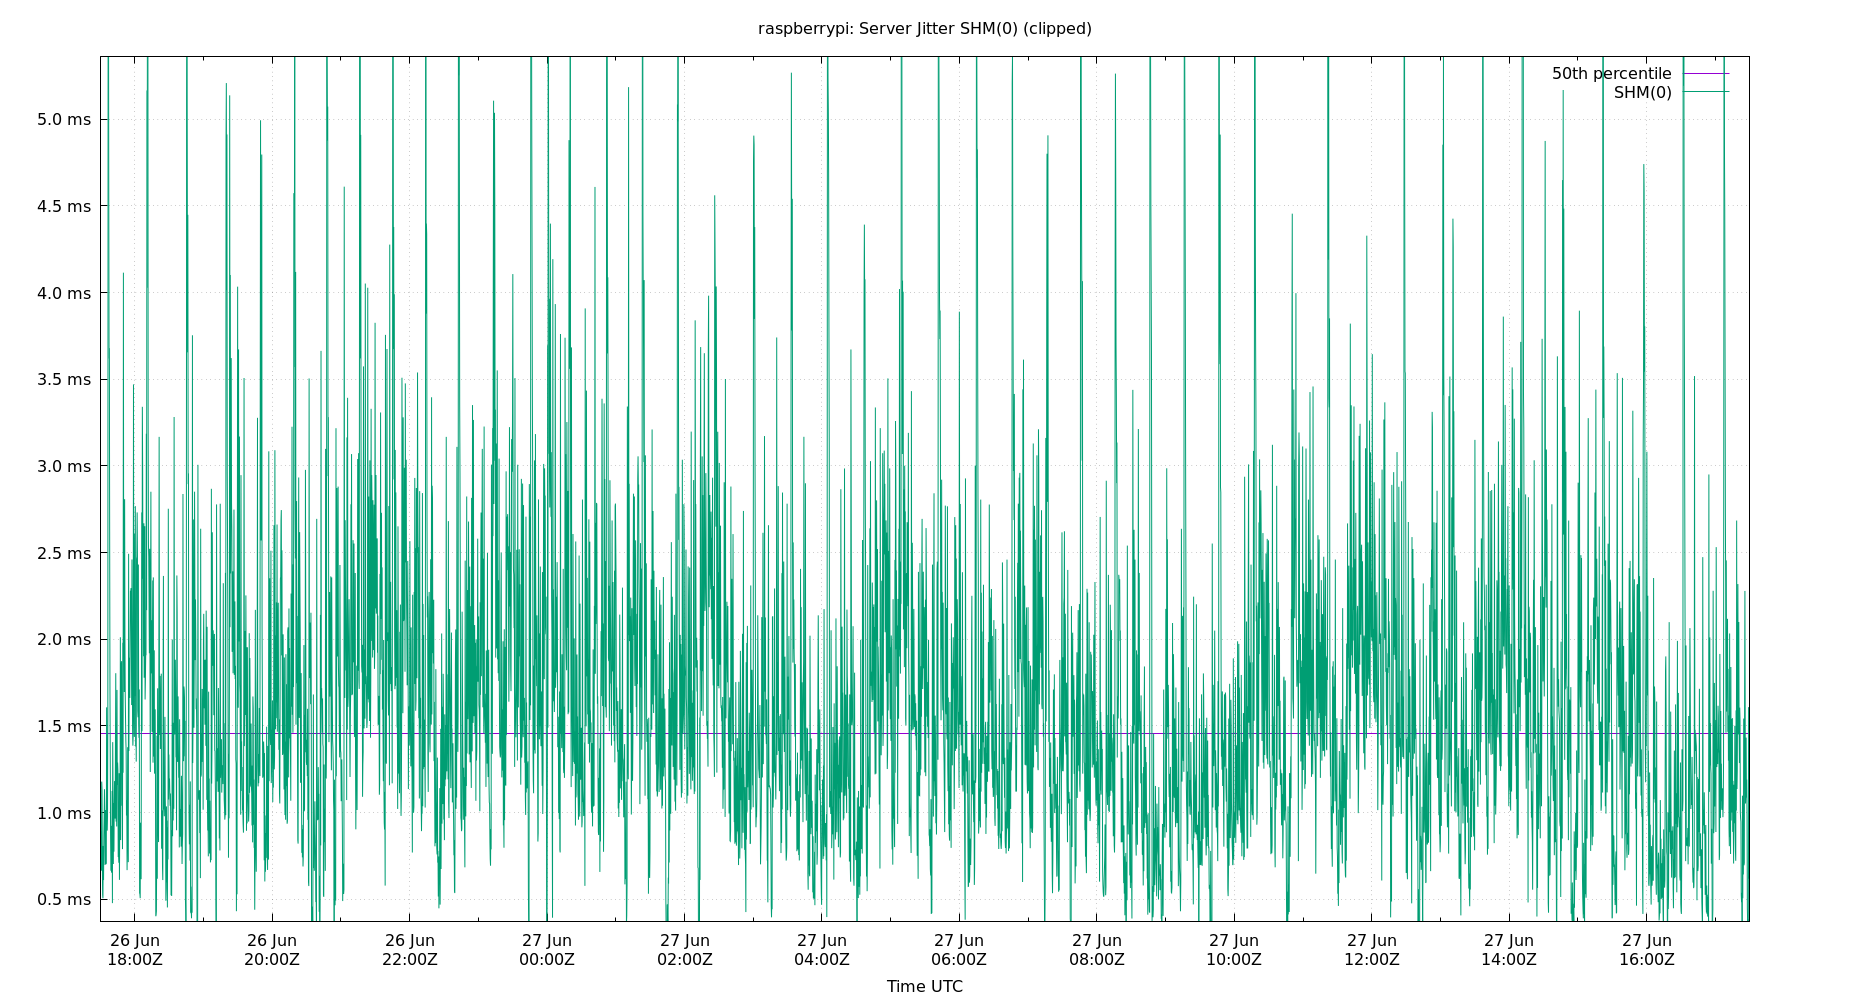 raspberrypi: Server Jitter SHM(0) (clipped)
50th percentile
SHM(0)
5.0 ms
4.5 ms
4.0 ms
3.5 ms
3.0 ms
2.5 ms
2.0 ms
1.5 ms
1.0 ms
0.5 ms
26 Jun 26 Jun 26 Jun 27 Jun 27 Jun 27 Jun 27 Jun 27 Jun 27 Jun 27 Jun 27 Jun 27 Jun
18:00Z 20:00Z 22:00Z 00:00Z 02:00Z 04:00Z 06:00Z 08:00Z 10:00Z 12:00Z 14:00Z 16:00Z
Time UTC